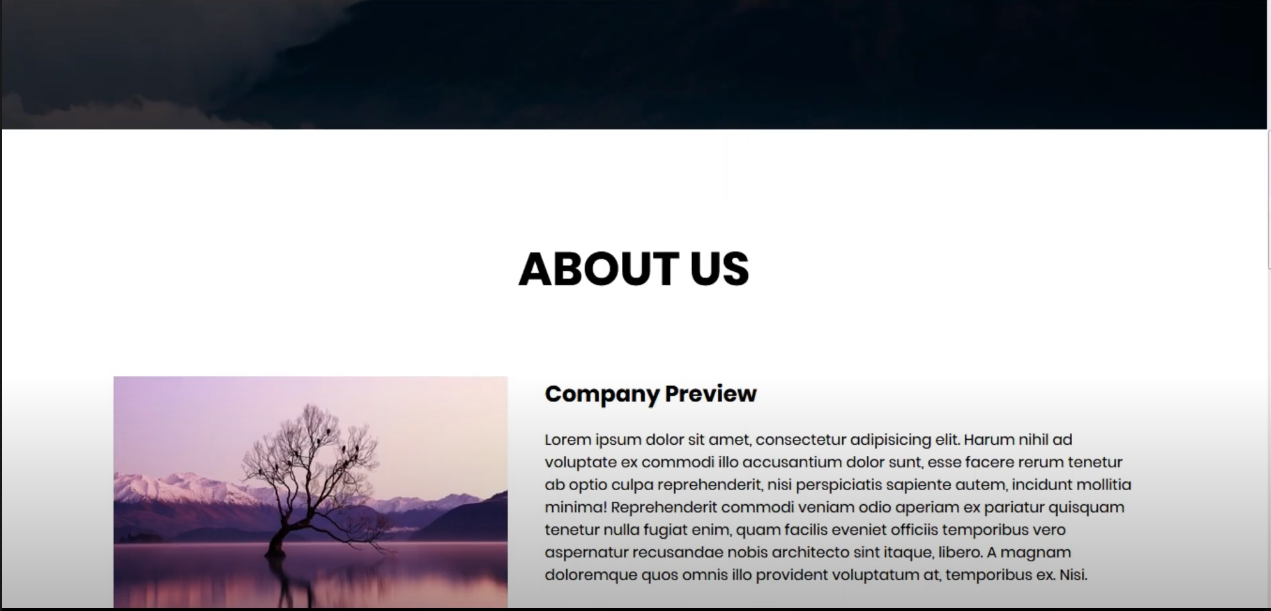 ABOUT US
Company Preview
Lorem ipsum dolor sit amet, consectetur adipisicing elit. Harum nihil ad
voluptate ex commodi illo accusantium dolor sunt, esse facere rerum tenetur
ab optio culpa reprehenderit, nisi perspiciatis sapiente autem, incidunt mollitia
minima! Reprehenderit commodi veniam odio aperiam ex pariatur quisquam
tenetur nulla fugiat enim, quam facilis eveniet officiis temporibus vero
aspernatur recusandae nobis architecto sint itaque, libero. A magnam
doloremque quos omnis illo provident voluptatum at, temporibus ex. Nisi.